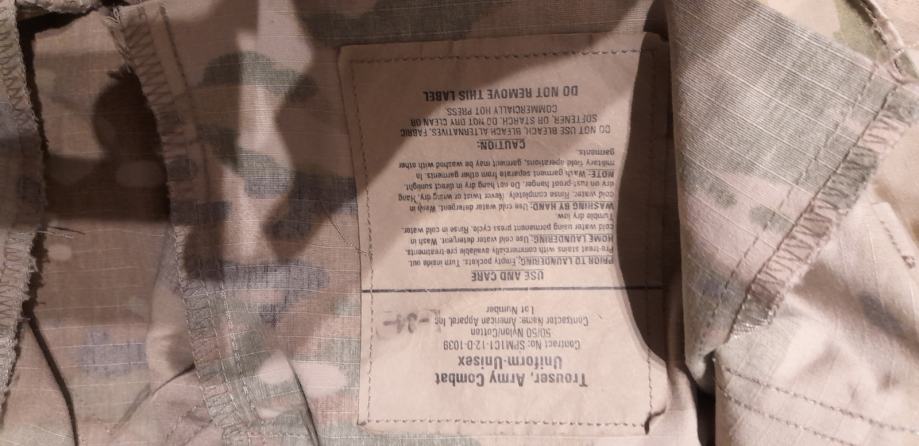 Trouser, Army Combat
Uniform-Unisex
Contract No: SPM1C1-12-D-1039
50/50 Nylon/Cotton
Contractor Name: American Apparel, Inc
Lot Number
USE AND CARE
PRIOR TO LAUNDERING: Empty pockets. Turn inside out.
Pre-treat stains with commercially available pre-treatments.
HOME LAUNDERING: Use cold water detergent. Wash in
cold water using permanent press cycle. Rinse in cold water.
Tumble dry low.
WASHING BY HAND: Use cold water detergent. Wash in
cold water. Rinse completely. Never twist or wring dry. Hang
dry on rust-proof hanger. Do not hang dry in direct sunlight.
NOTE: Wash garment separate from other garments. In
military field operations, garment may be washed with other
garments.
CAUTION:
DO NOT USE BLEACH, BLEACH ALTERNATIVES, FABRIC
SOFTENER, OR STARCH. DO NOT DRY CLEAN OR
COMMERCIALLY HOT PRESS.
DO NOT REMOVE THIS LABEL